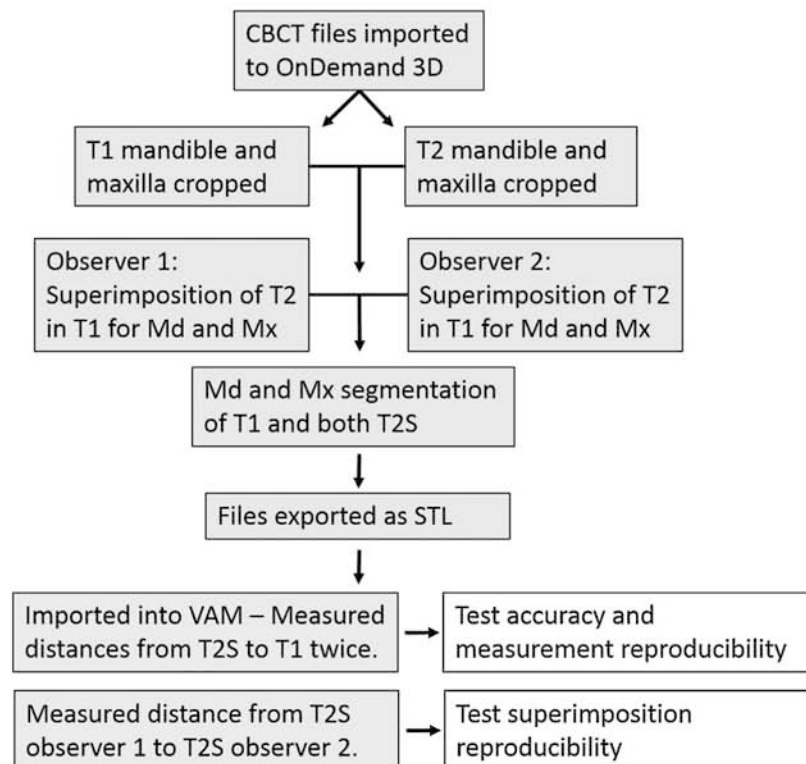 CBCT files imported
to OnDemand 3D
T1 mandible and
maxilla cropped
T2 mandible and
maxilla cropped
Observer 1:
Superimposition of T2
in T1 for Md and Mx
Observer 2:
Superimposition of T2
in T1 for Md and Mx
Md and Mx segmentation
of T1 and both T2S
Files exported as STL
Imported into VAM – Measured
distances from T2S to T1 twice.
Test accuracy and
measurement reproducibility
Measured distance from T2S
observer 1 to T2S observer 2.
Test superimposition
reproducibility